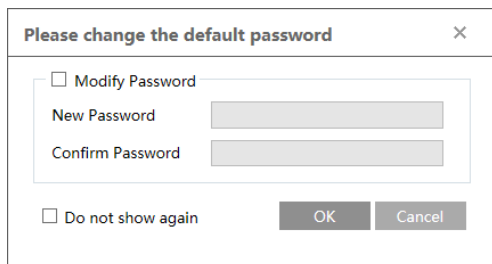 Please change the default password
Modify Password
New Password
Confirm Password
Do not show again
OK
Cancel